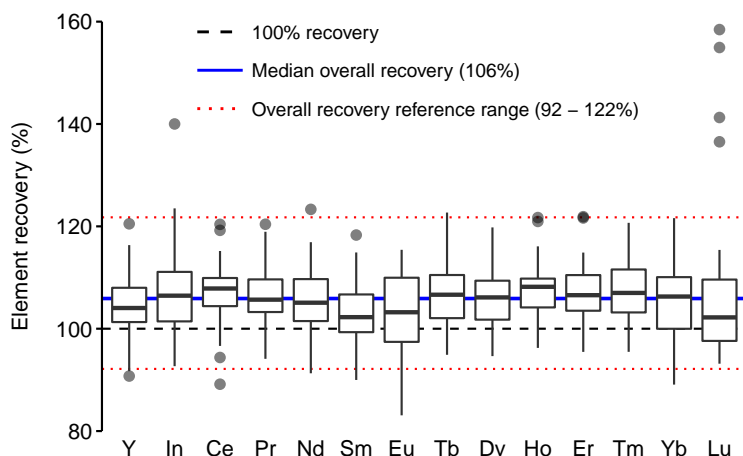 160
140
120
100
80
Element recovery (%)
100% recovery
Median overall recovery (106%)
Overall recovery reference range (92 – 122%)
Y In Ce Pr Nd Sm Eu Tb Dy Ho Er Tm Yb Lu